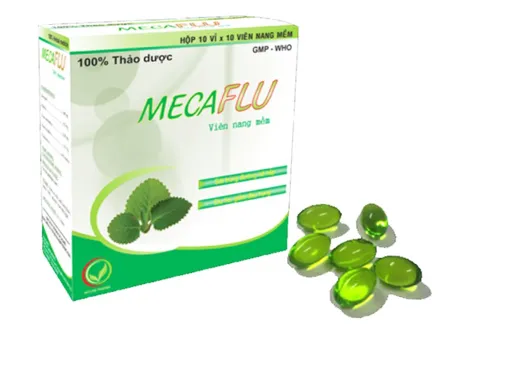 HỘP 10 VỈ x 10 VIÊN NANG MỀM
GMP - WHO
100% Thảo dược
MECAFLU
Viên nang mềm